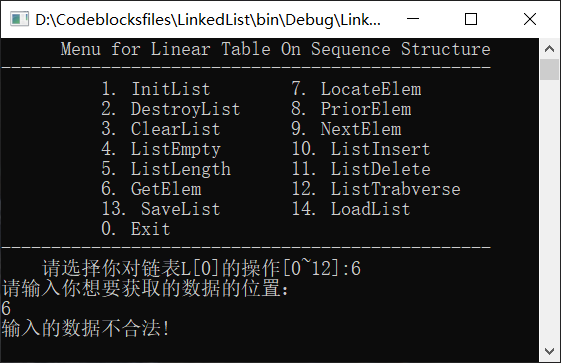 D:\Codeblocksfiles\LinkedList\bin\Debug\Link...
Menu for Linear Table On Sequence Structure
-------------------------------------------------
1. InitList 7. LocateElem
2. DestroyList 8. PriorElem
3. ClearList 9. NextElem
4. ListEmpty 10. ListInsert
5. ListLength 11. ListDelete
6. GetElem 12. ListTrabverse
13. SaveList 14. LoadList
0. Exit
-------------------------------------------------
请选择你对链表L[0]的操作[0~12]:6
请输入你想要获取的数据的位置：
6
输入的数据不合法!